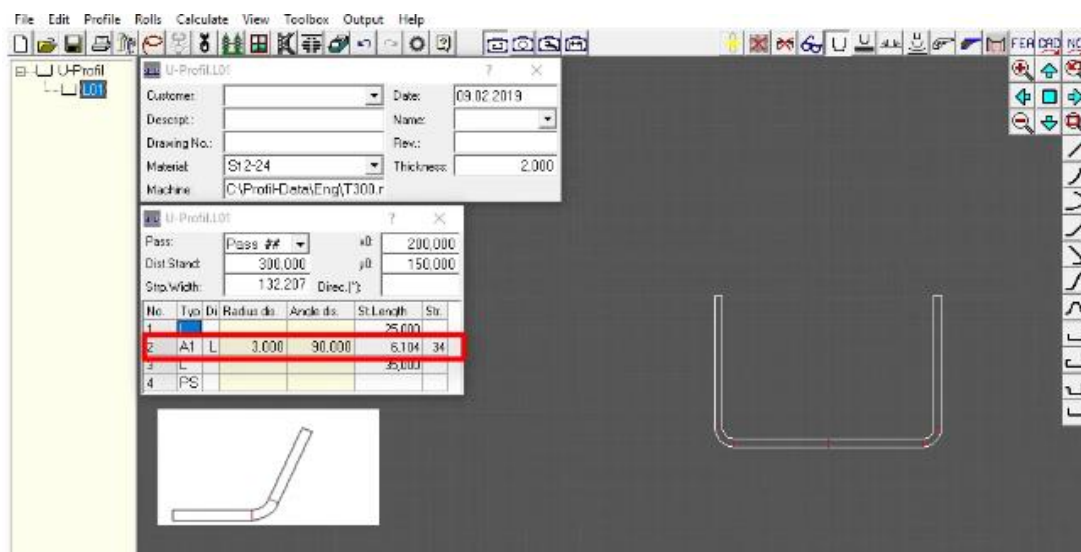 File Edit Profile Rolls Calculate View Toolbox Output Help
FEA CAD NC
U-Profil
L01
U-Profil.L01 ? ×
Customer: Date: 09.02.2019
Descript.: Name:
Drawing No.: Rev.:
Material: St 2-24 Thickness: 2,000
Machine C:\Profil-Data\Eng\T300.r
U-Profil.L01 ? ×
Pass: Pass ## x0: 200,000
Dist.Stand: 300,000 y0: 150,000
Strp.Width: 132.207 Direc.(°):
No. Typ Di Radius dis. Angle dis. St.Length Str.
1 L 25,000
2 A1 L 3.000 90.000 6.104 34
3 L 35,000
4 PS